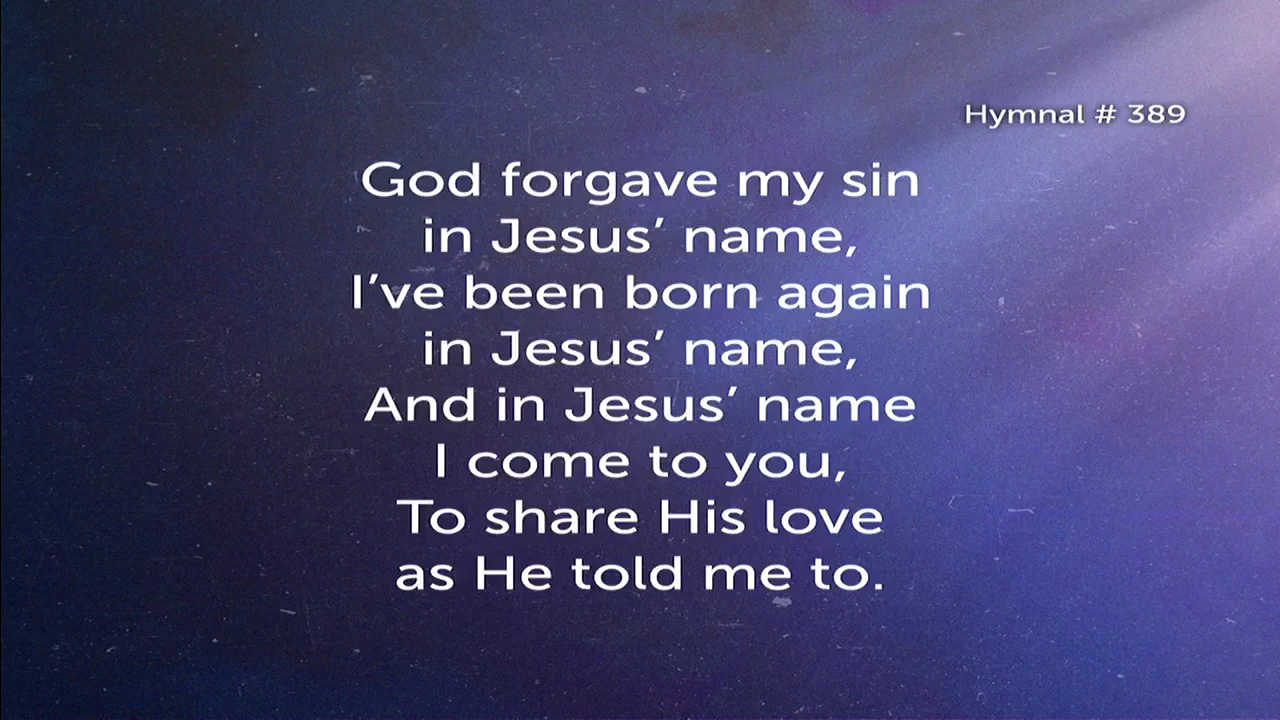 Hymnal # 389
God forgave my sin
in Jesus’ name,
I’ve been born again
in Jesus’ name,
And in Jesus’ name
I come to you,
To share His love
as He told me to.